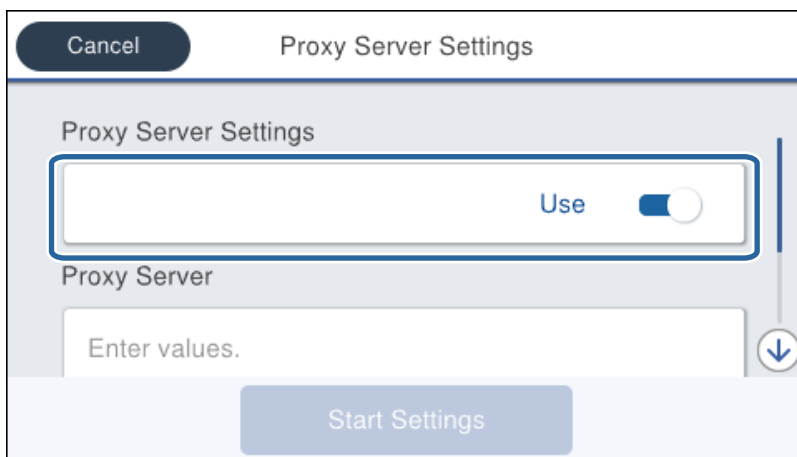 Cancel
Proxy Server Settings
Proxy Server Settings
Use
Proxy Server
Enter values.
Start Settings